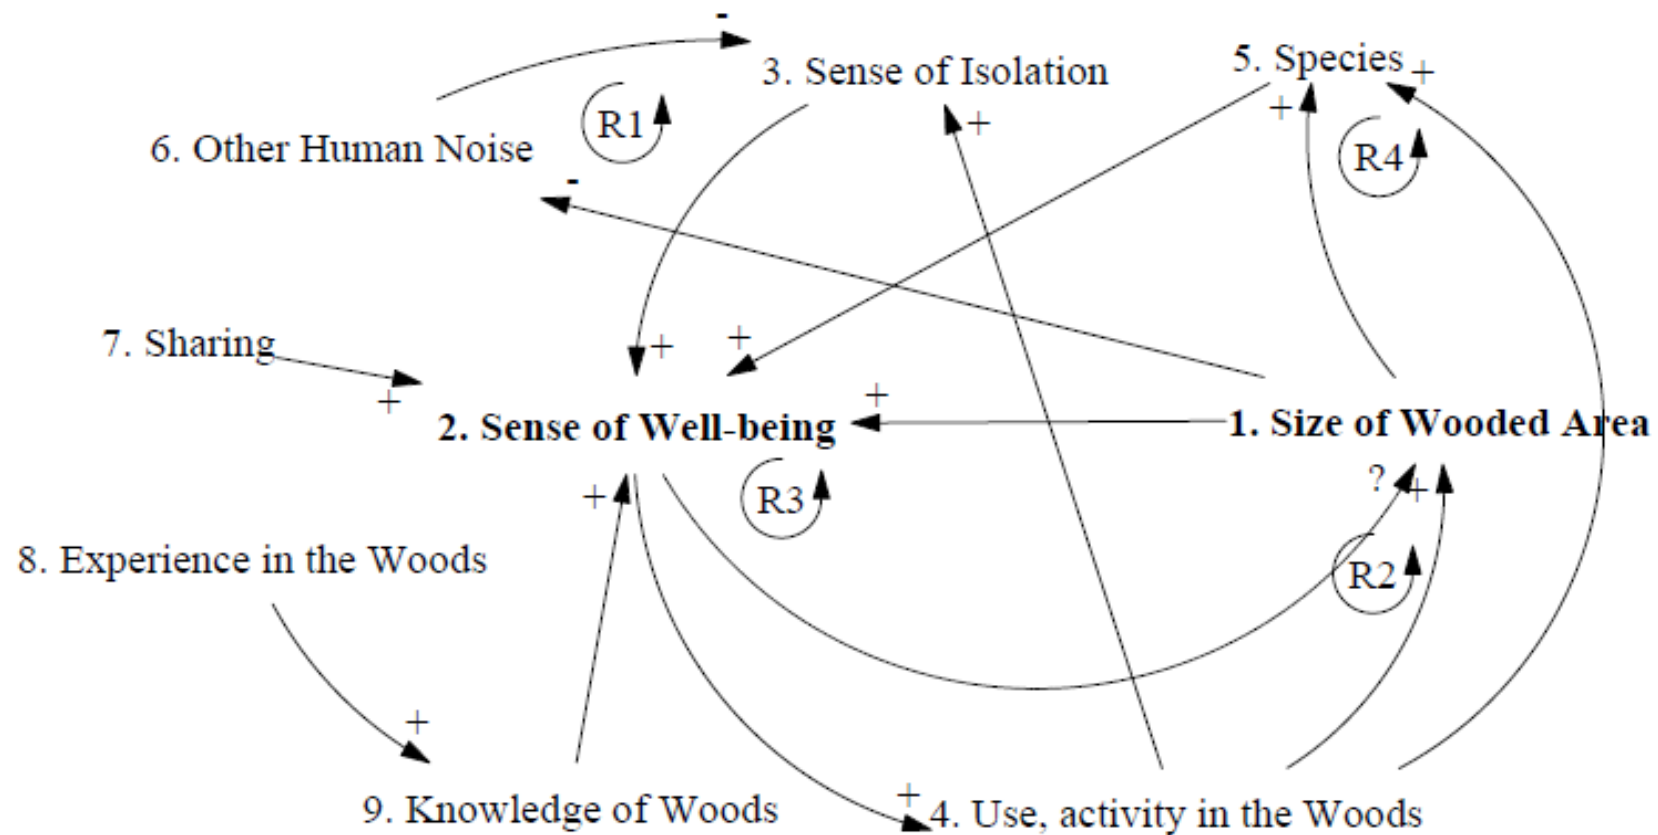 -
3. Sense of Isolation
5. Species
+
+
R1
+
R4
6. Other Human Noise
-
7. Sharing
+
+
+
+
2. Sense of Well-being
1. Size of Wooded Area
+
R3
?
+
8. Experience in the Woods
R2
+
+
9. Knowledge of Woods
4. Use, activity in the Woods